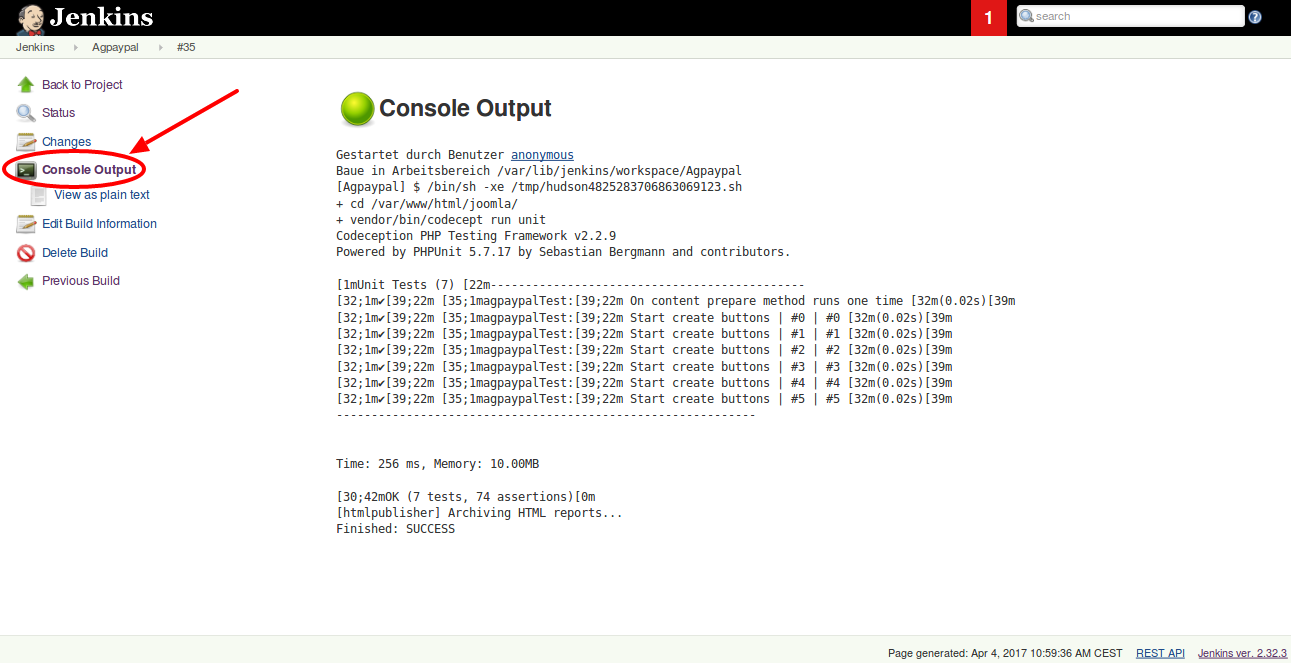 Jenkins
1
search
?
Jenkins Agpaypal #35
Back to Project
Status
Changes
Console Output
View as plain text
Edit Build Information
Delete Build
Previous Build
Console Output
Gestartet durch Benutzer anonymous
Baue in Arbeitsbereich /var/lib/jenkins/workspace/Agpaypal
[Agpaypal] $ /bin/sh -xe /tmp/hudson4825283706863069123.sh
+ cd /var/www/html/joomla/
+ vendor/bin/codecept run unit
Codeception PHP Testing Framework v2.2.9
Powered by PHPUnit 5.7.17 by Sebastian Bergmann and contributors.
[1mUnit Tests (7) [22m---------------------------------------------
[32;1m✔[39;22m [35;1magpaypalTest:[39;22m On content prepare method runs one time [32m(0.02s)[39m
[32;1m✔[39;22m [35;1magpaypalTest:[39;22m Start create buttons | #0 | #0 [32m(0.02s)[39m
[32;1m✔[39;22m [35;1magpaypalTest:[39;22m Start create buttons | #1 | #1 [32m(0.02s)[39m
[32;1m✔[39;22m [35;1magpaypalTest:[39;22m Start create buttons | #2 | #2 [32m(0.02s)[39m
[32;1m✔[39;22m [35;1magpaypalTest:[39;22m Start create buttons | #3 | #3 [32m(0.02s)[39m
[32;1m✔[39;22m [35;1magpaypalTest:[39;22m Start create buttons | #4 | #4 [32m(0.02s)[39m
[32;1m✔[39;22m [35;1magpaypalTest:[39;22m Start create buttons | #5 | #5 [32m(0.02s)[39m
------------------------------------------------------------
Time: 256 ms, Memory: 10.00MB
[30;42mOK (7 tests, 74 assertions)[0m
[htmlpublisher] Archiving HTML reports...
Finished: SUCCESS
Page generated: Apr 4, 2017 10:59:36 AM CEST REST API Jenkins ver. 2.32.3